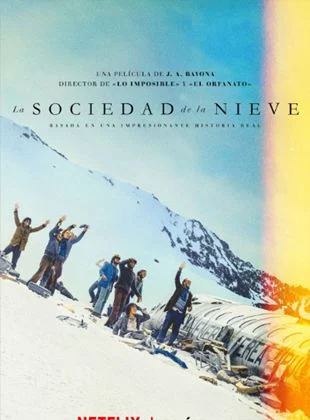 UNA PELÍCULA DE J. A. BAYONA
DIRECTOR DE «LO IMPOSIBLE» Y «EL ORFANATO»
La SOCIEDAD de la NIEVE
BASADA EN UNA IMPRESIONANTE HISTORIA REAL
NETFLIX